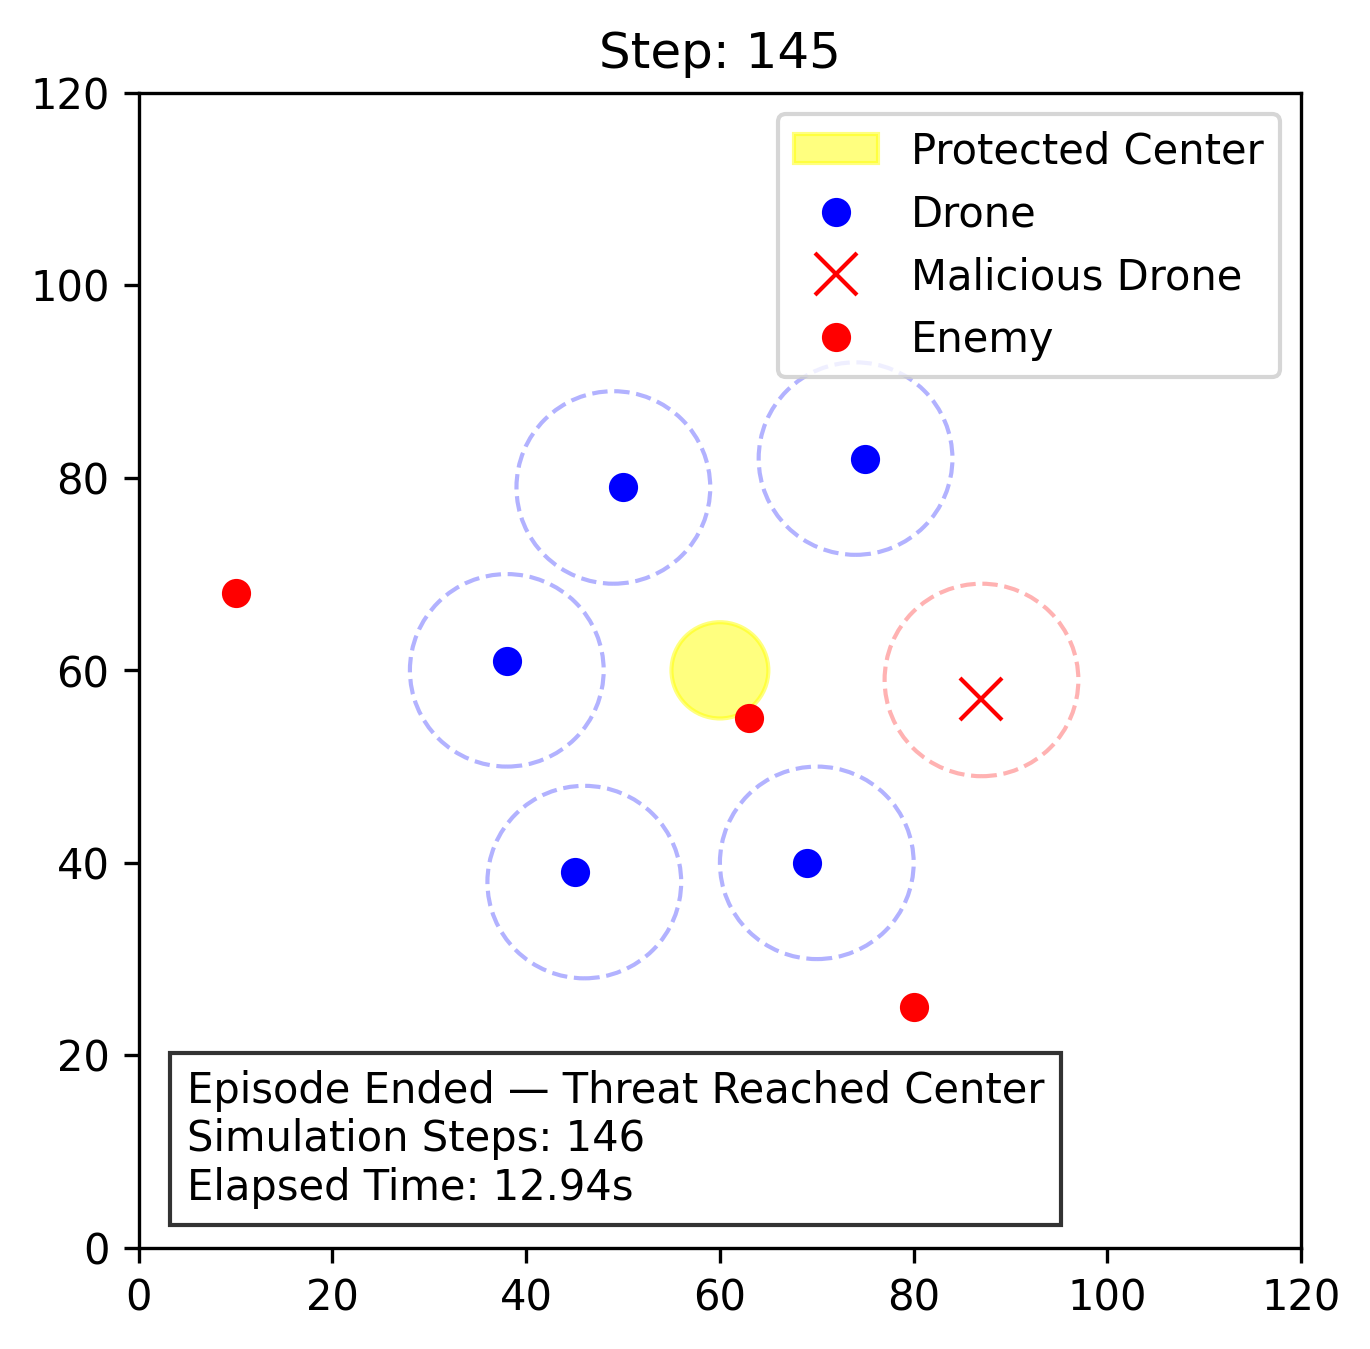 Step: 145
120
100
80
60
40
20
0
Protected Center
Drone
Malicious Drone
Enemy
Episode Ended — Threat Reached Center
Simulation Steps: 146
Elapsed Time: 12.94s
0 20 40 60 80 100 120